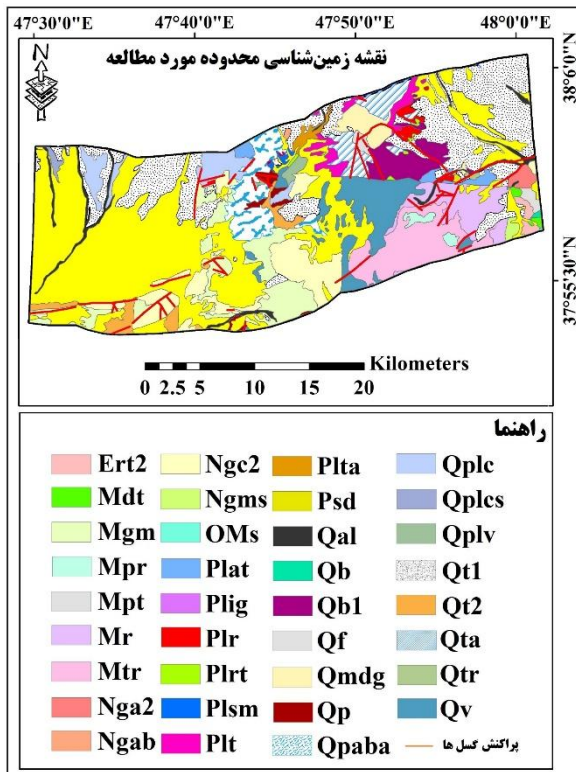 47°30'0"E 47°40'0"E 47°50'0"E 48°0'0"E
N
نقشه زمین‌شناسی محدوده مورد مطالعه
38°6'0"N
37°55'30"N
Kilometers
0 2.5 5 10 15 20
راهنما
Ert2 Ngc2 Plta Qplc
Mdt Ngms Psd Qplcs
Mgm OMs Qal Qplv
Mpr Plat Qb Qt1
Mpt Plig Qb1 Qt2
Mr Plr Qf Qta
Mtr Plrt Qmdg Qtr
Nga2 Plsm Qp Qv
Ngab Plt Qpaba پراکنش گسل ها